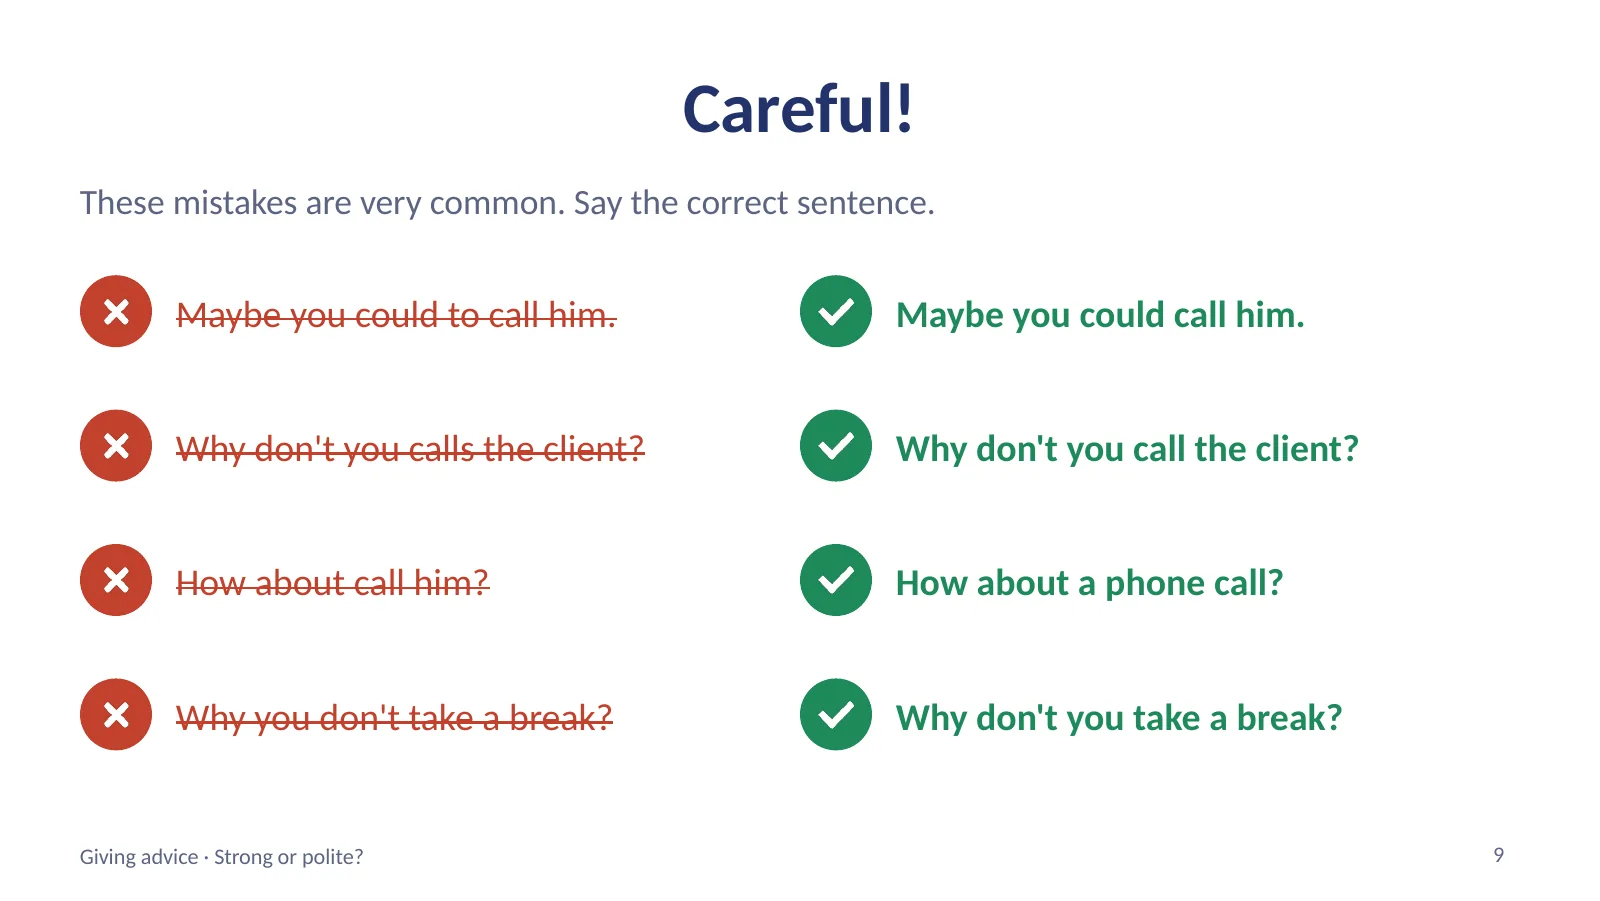 Careful!
These mistakes are very common. Say the correct sentence.
Maybe you could to call him.
Maybe you could call him.
Why don't you calls the client?
Why don't you call the client?
How about call him?
How about a phone call?
Why you don't take a break?
Why don't you take a break?
Giving advice · Strong or polite?
9